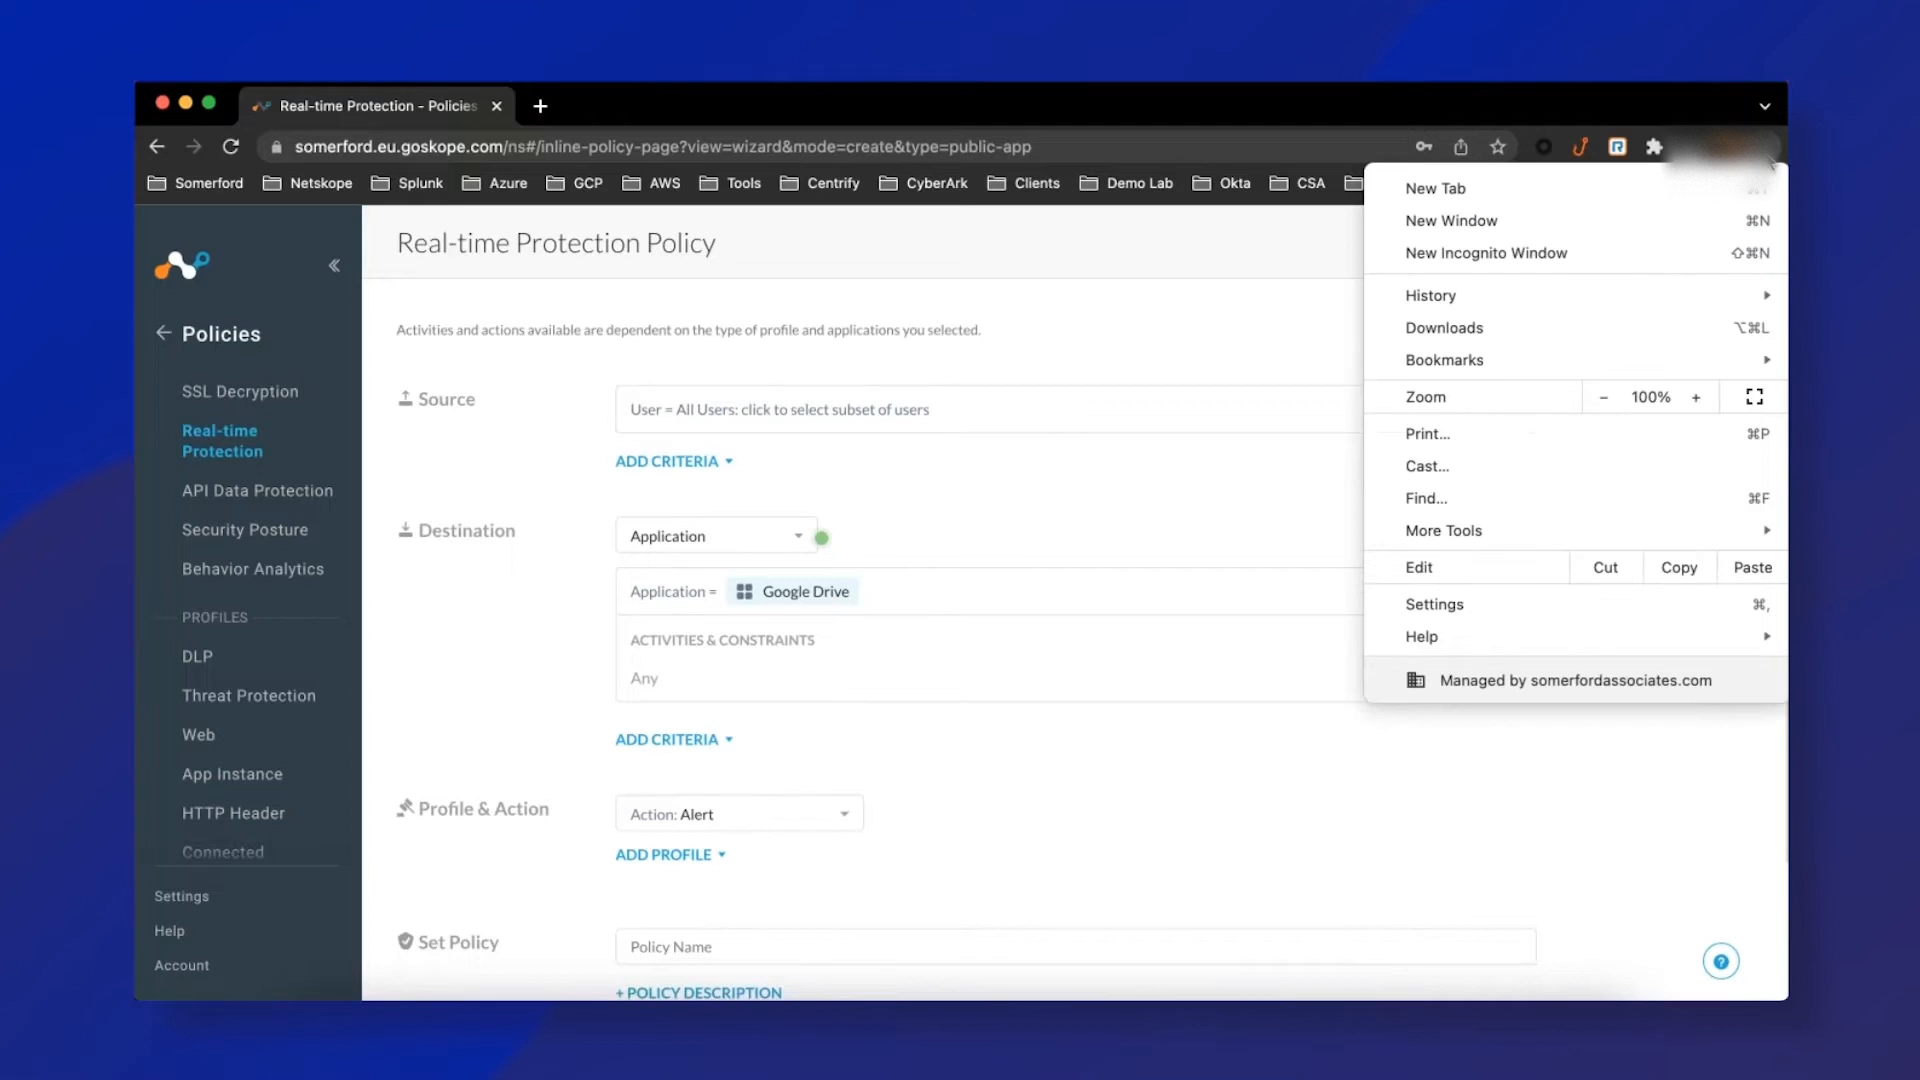 Real-time Protection - Policies
somerford.eu.goskope.com/ns#/inline-policy-page?view=wizard&mode=create&type=public-app
Somerford Netskope Splunk Azure GCP AWS Tools Centrify CyberArk Clients Demo Lab Okta CSA
Real-time Protection Policy
Policies
SSL Decryption
Real-time
Protection
API Data Protection
Security Posture
Behavior Analytics
PROFILES
DLP
Threat Protection
Web
App Instance
HTTP Header
Connected
Settings
Help
Account
Activities and actions available are dependent on the type of profile and applications you selected.
Source
User = All Users: click to select subset of users
ADD CRITERIA
Destination
Application
Application = Google Drive
ACTIVITIES & CONSTRAINTS
Any
ADD CRITERIA
Profile & Action
Action: Alert
ADD PROFILE
Set Policy
Policy Name
+ POLICY DESCRIPTION
New Tab
New Window ⌘N
New Incognito Window ⇧⌘N
History
Downloads ⌥⌘L
Bookmarks
Zoom − 100% +
Print... ⌘P
Cast...
Find... ⌘F
More Tools
Edit Cut Copy Paste
Settings ⌘,
Help
Managed by somerfordassociates.com